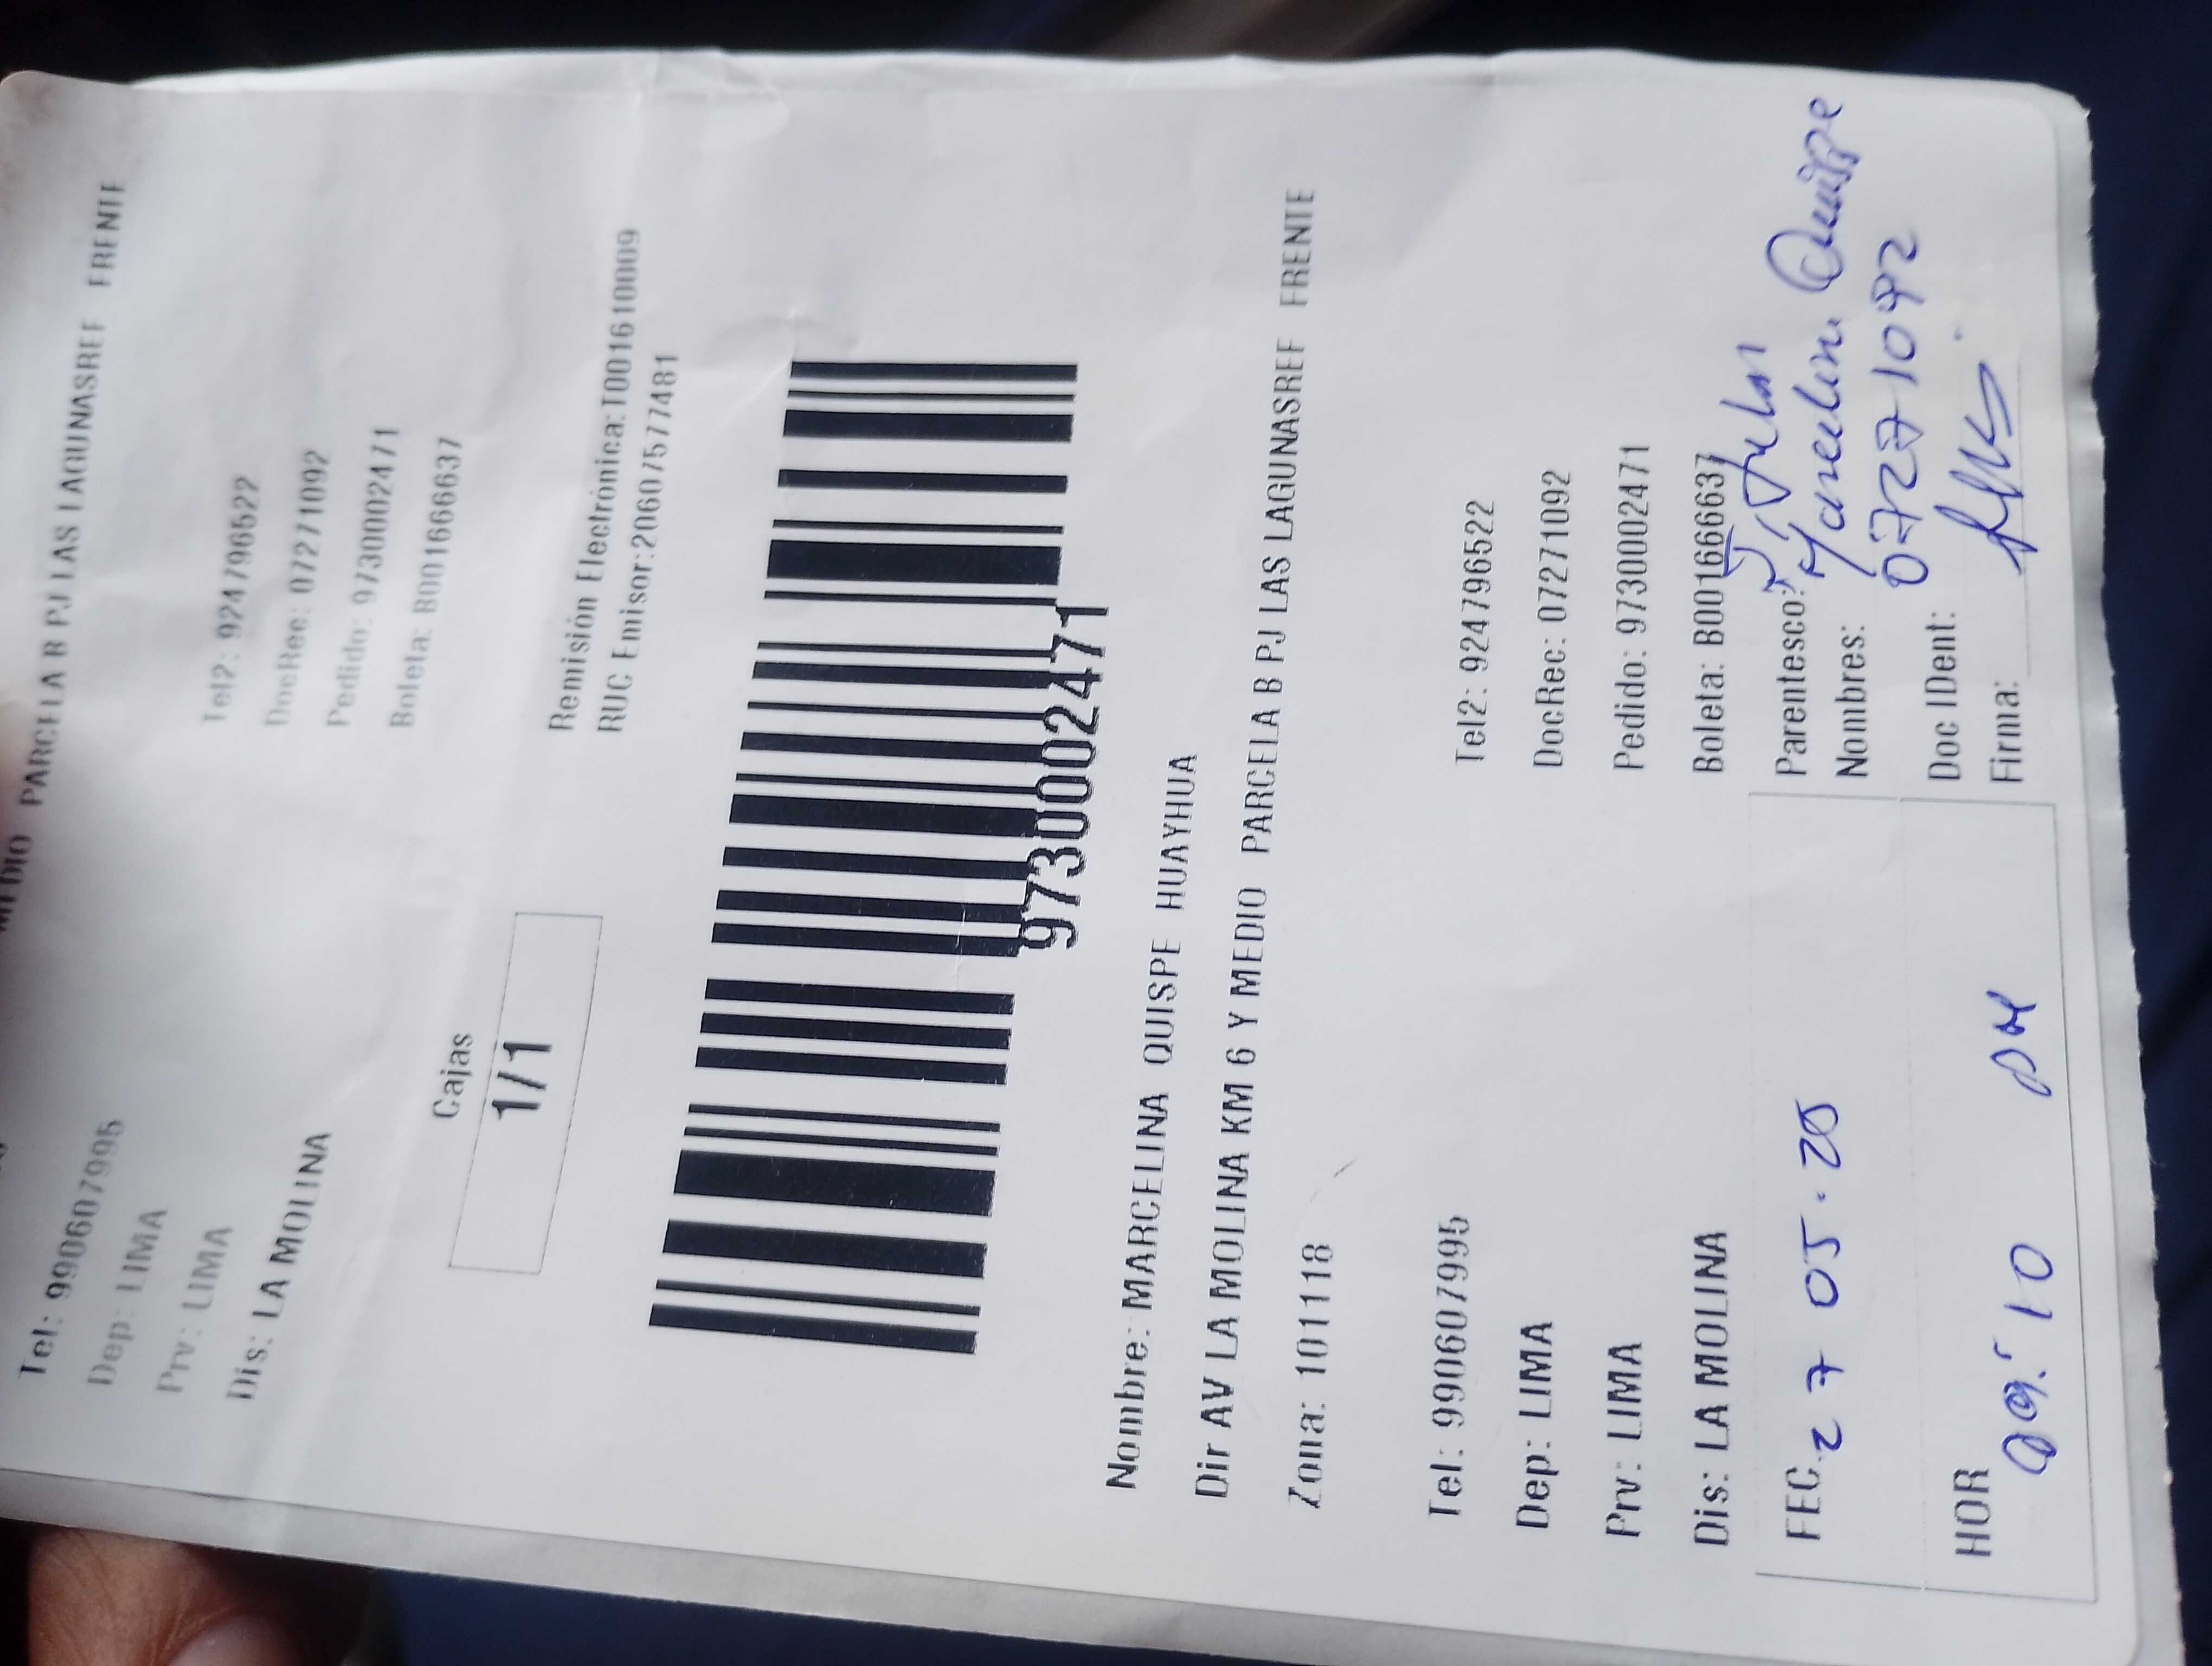 MEDIO PARCELA B PJ LAS LAGUNASREF FRENTE
Tel: 990607995
Tel2: 924796522
Dep: LIMA
DocRec: 07271092
Prv: LIMA
Pedido: 9730002471
Dis: LA MOLINA
Boleta: B001666637
Cajas
1/1
Remisión Electrónica:T001610009
RUC Emisor:20607577481
9730002471
Nombre: MARCELINA QUISPE HUAYHUA
Dir AV LA MOLINA KM 6 Y MEDIO PARCELA B PJ LAS LAGUNASREF FRENTE
Zona: 101118
Tel: 990607995
Tel2: 924796522
Dep: LIMA
DocRec: 07271092
Prv: LIMA
Pedido: 9730002471
Dis: LA MOLINA
Boleta: B001666637
FEC 27 05. 25
Parentesco:
Nombres: Quispe
HOR 09:10 PM
Doc IDent: 07271092
Firma: